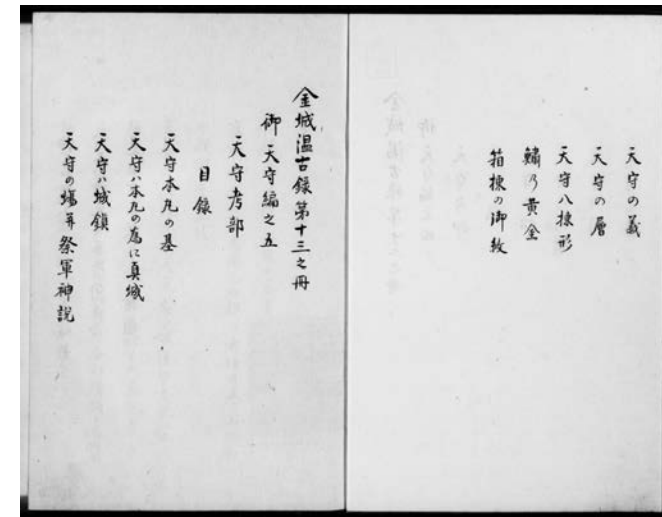 天守の義
天守の層
天守八棟形
鯱乃黄金
箱棟の御紋
金城温古録第十三之冊
御天守編之五
天守考部
目録
天守本丸の基
天守ハ本丸の為に真城
天守ハ城鎖
天守の塲并祭軍神説